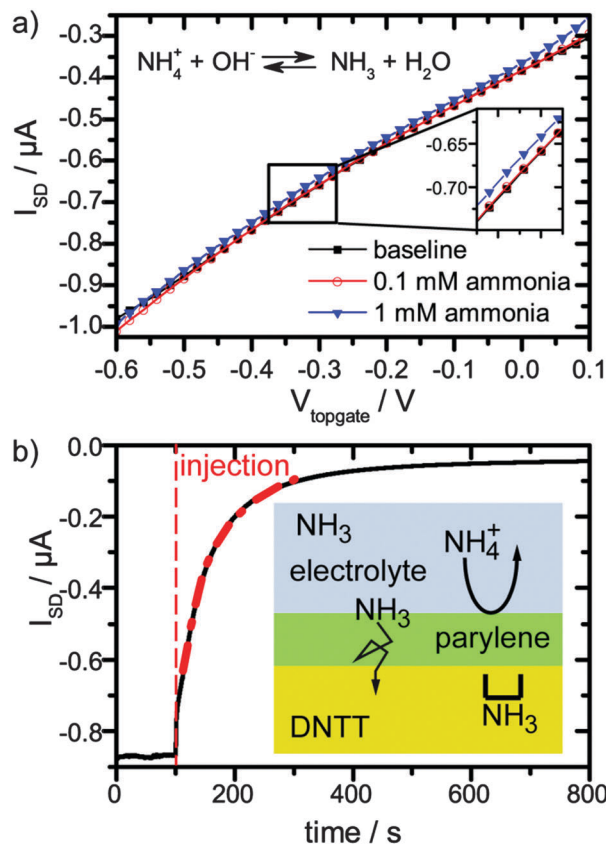 a)
NH₄⁺ + OH⁻ ⇌ NH₃ + H₂O
-0.3
-0.4
-0.5
-0.6
-0.7
-0.8
-0.9
-1.0
I_SD / µA
-0.65
-0.70
baseline
0.1 mM ammonia
1 mM ammonia
-0.6 -0.5 -0.4 -0.3 -0.2 -0.1 0.0 0.1
V_topgate / V
b)
injection
0.0
-0.2
-0.4
-0.6
-0.8
I_SD / µA
NH₃
NH₄⁺
electrolyte
NH₃
parylene
DNTT
NH₃
0 200 400 600 800
time / s